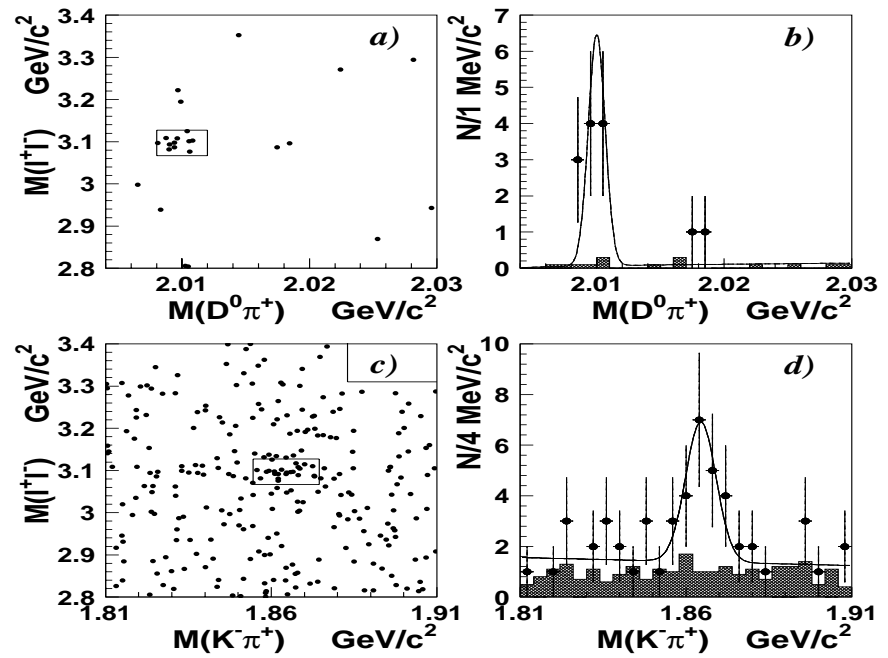 a)
M(l⁺l⁻) GeV/c²
3.4
3.3
3.2
3.1
3
2.9
2.8
2.01 2.02 2.03
M(D⁰π⁺) GeV/c²
b)
N/1 MeV/c²
7
6
5
4
3
2
1
0
2.01 2.02 2.03
M(D⁰π⁺) GeV/c²
c)
M(l⁺l⁻) GeV/c²
3.4
3.3
3.2
3.1
3
2.9
2.8
1.81 1.86 1.91
M(K⁻π⁺) GeV/c²
d)
N/4 MeV/c²
10
8
6
4
2
0
1.81 1.86 1.91
M(K⁻π⁺) GeV/c²